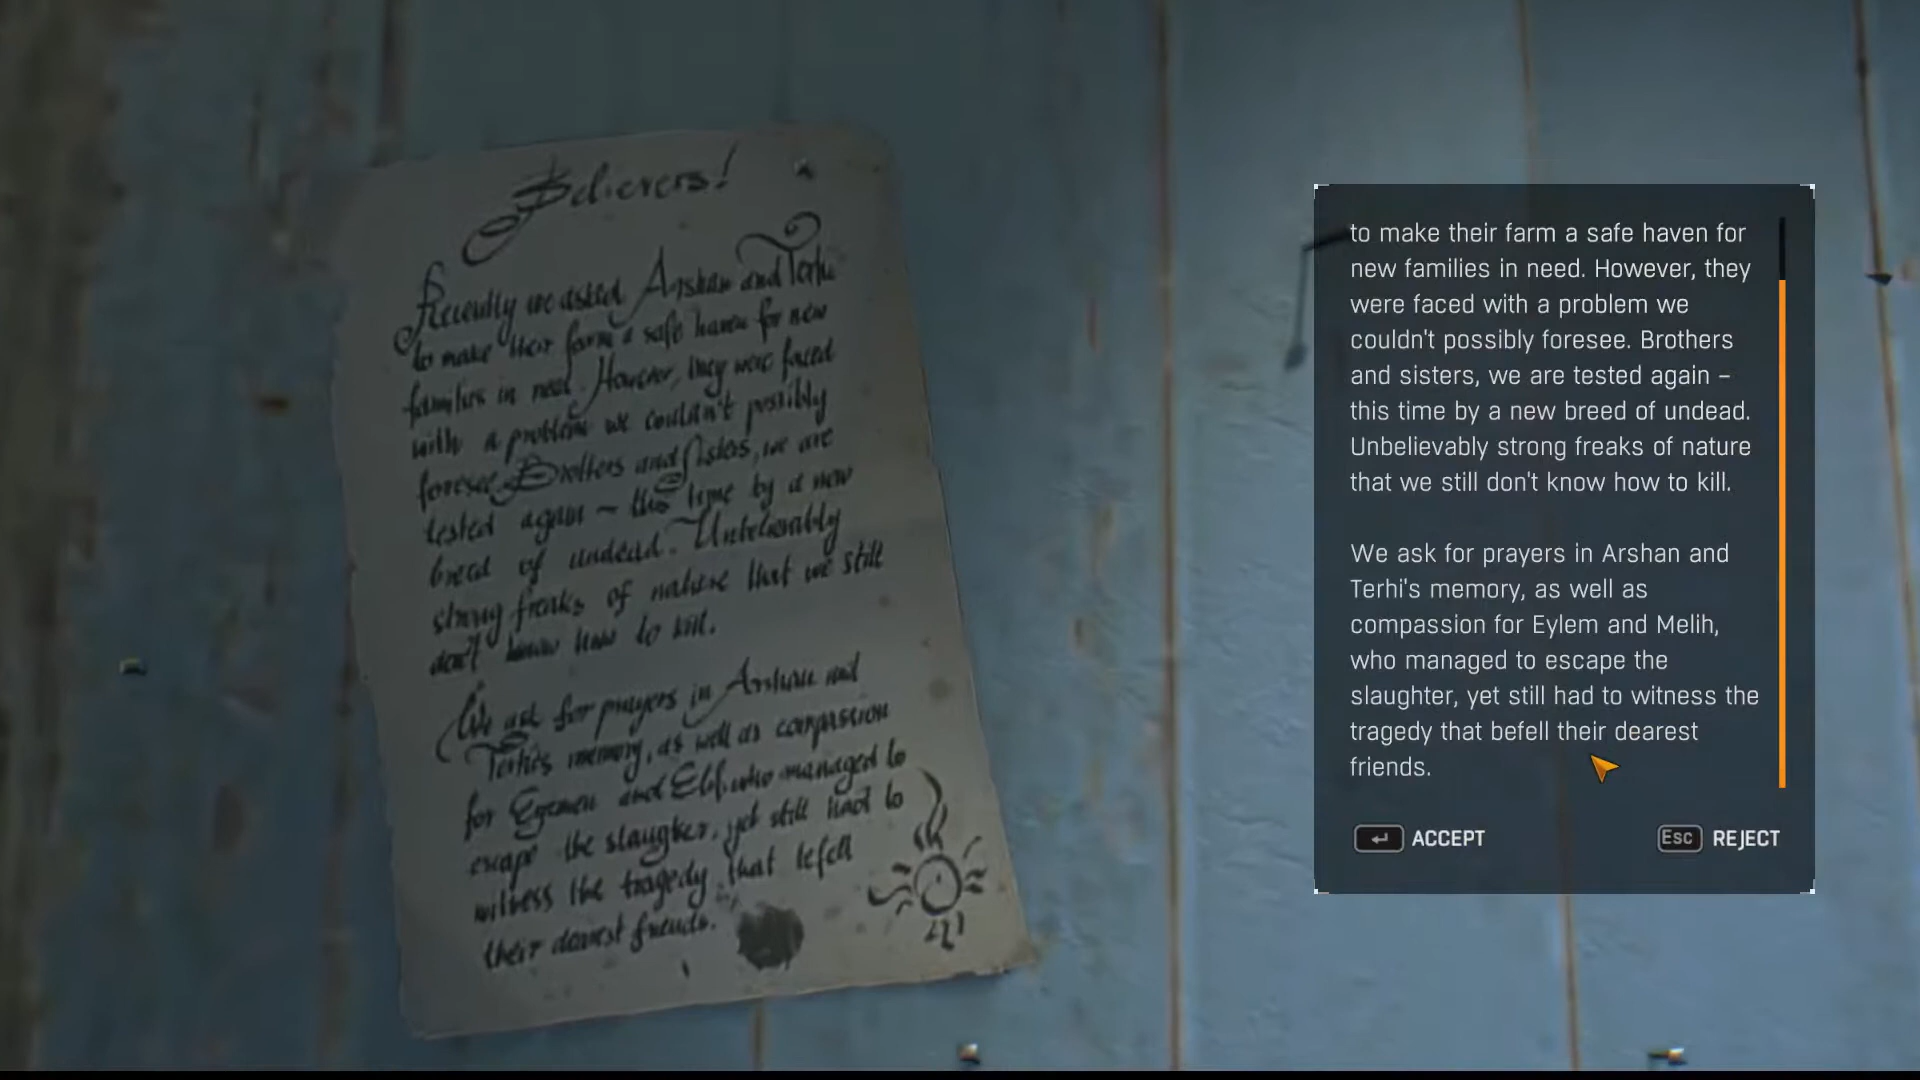 Believers!
Recently we asked Arshan and Terhi
to make their farm a safe haven for new
families in need. However, they were faced
with a problem we couldn't possibly
foresee. Brothers and sisters, we are
tested again – this time by a new
breed of undead. Unbelievably
strong freaks of nature that we still
don't know how to kill.
We ask for prayers in Arshan and
Terhi's memory, as well as compassion
for Egemen and Elif, who managed to
escape the slaughter, yet still had to
witness the tragedy that befell
their dearest friends.
to make their farm a safe haven for
new families in need. However, they
were faced with a problem we
couldn't possibly foresee. Brothers
and sisters, we are tested again –
this time by a new breed of undead.
Unbelievably strong freaks of nature
that we still don't know how to kill.
We ask for prayers in Arshan and
Terhi's memory, as well as
compassion for Eylem and Melih,
who managed to escape the
slaughter, yet still had to witness the
tragedy that befell their dearest
friends.
ACCEPT
Esc REJECT